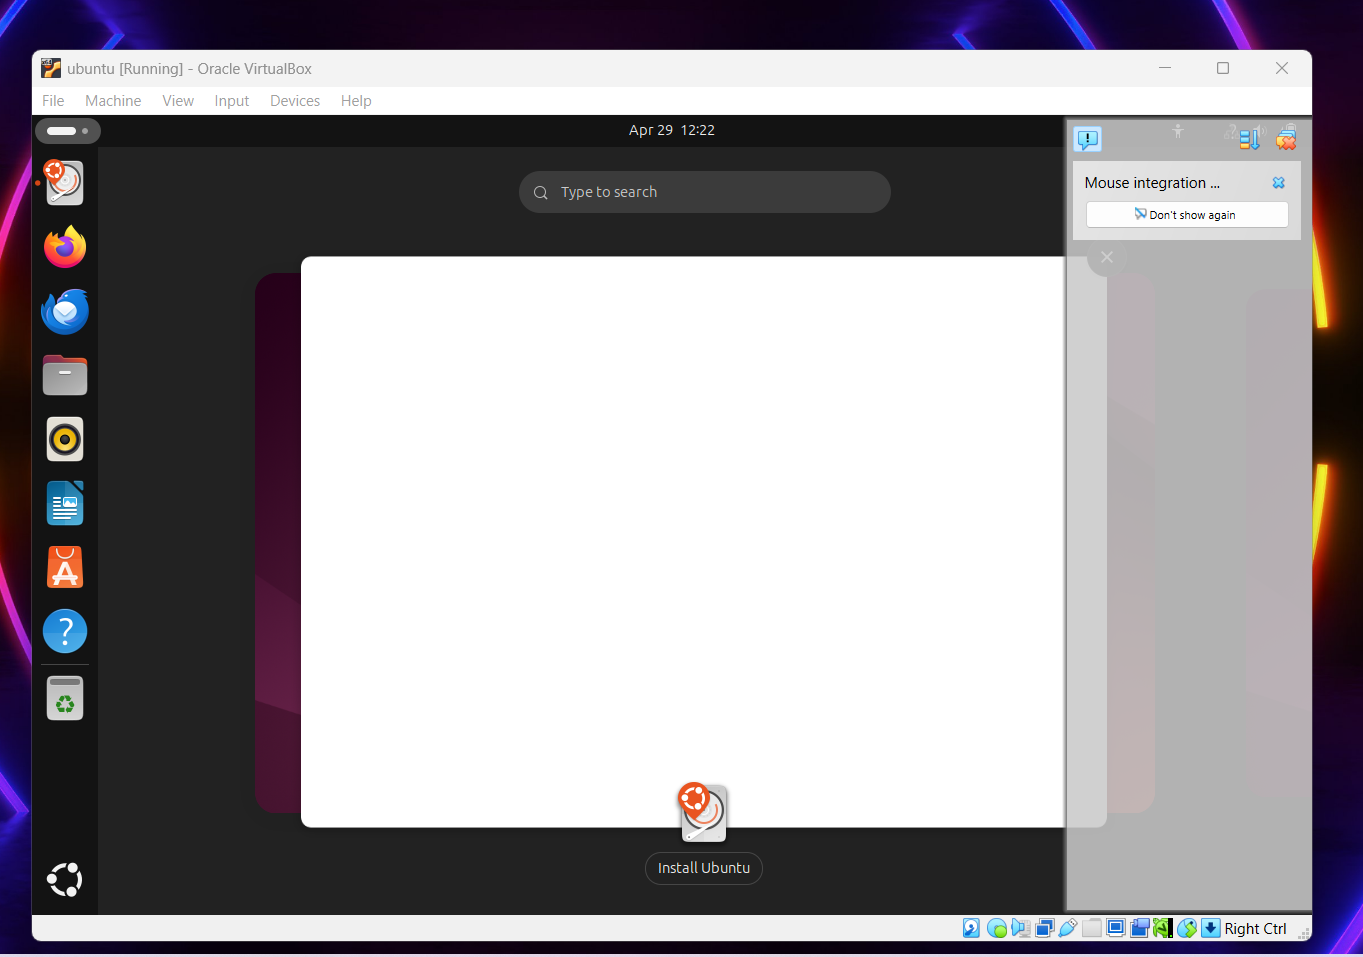 ubuntu [Running] - Oracle VirtualBox
File Machine View Input Devices Help
Apr 29 12:22
Type to search
Mouse integration ...
Don't show again
Install Ubuntu
Right Ctrl